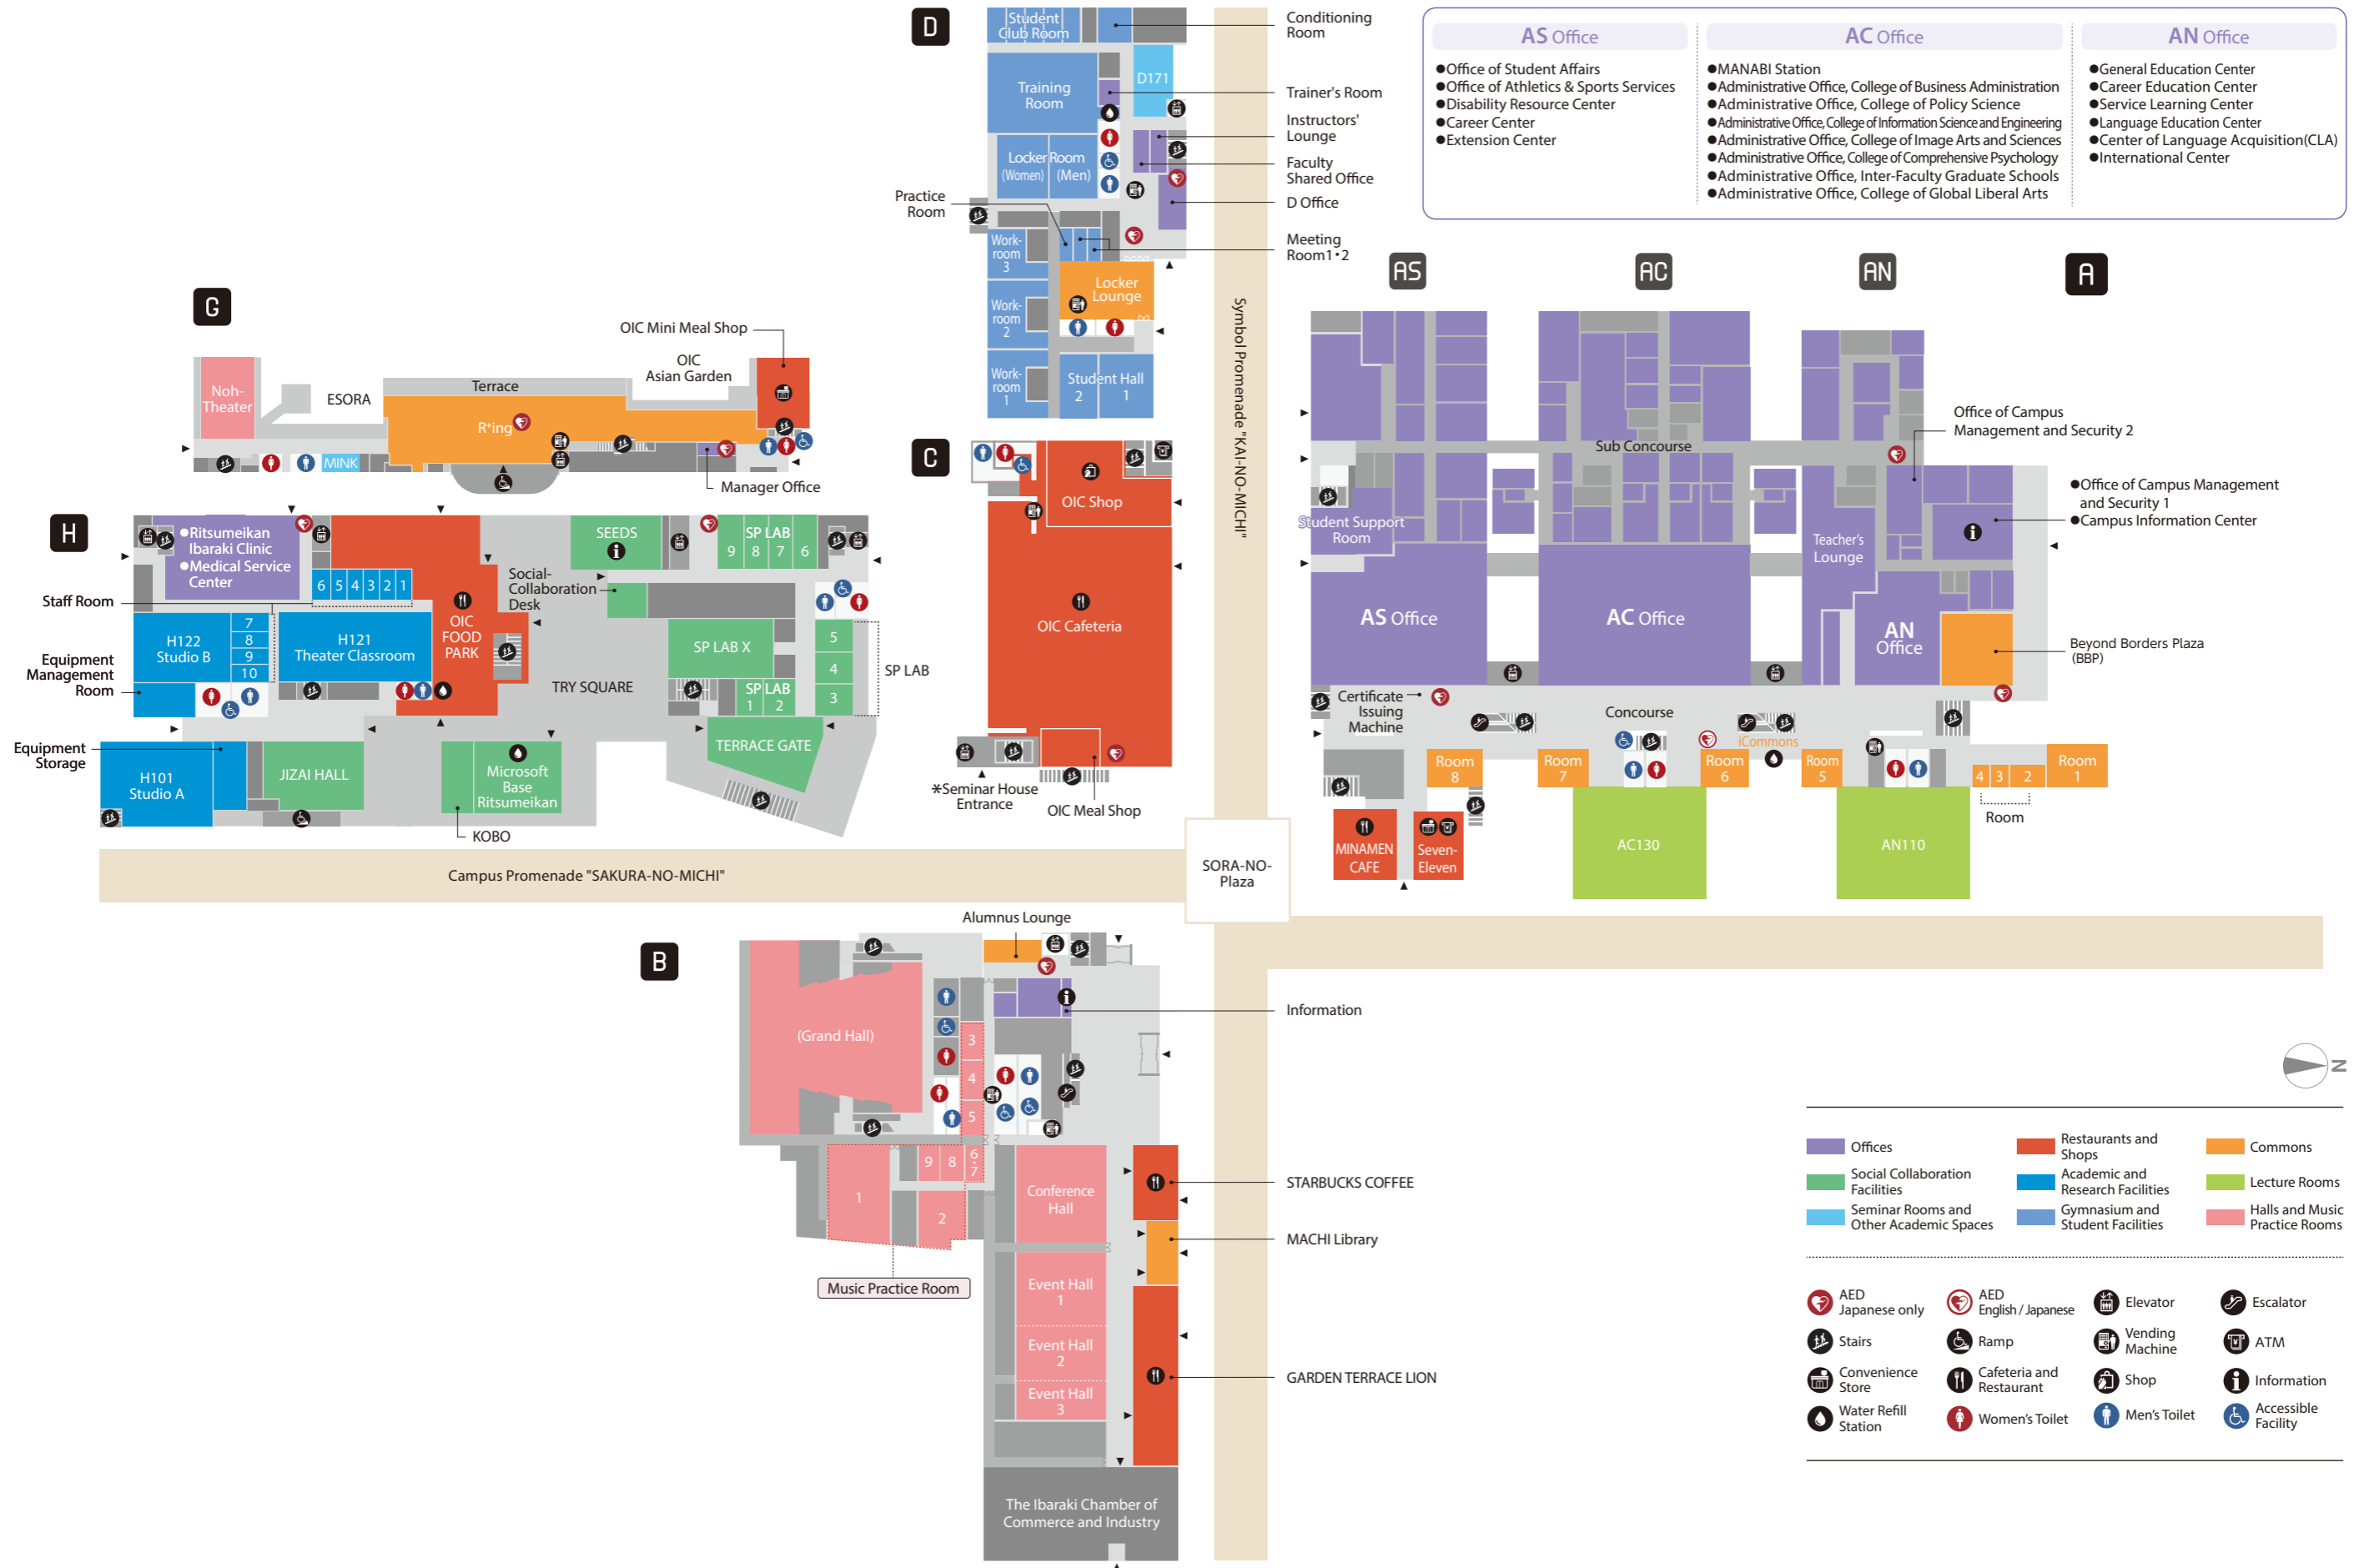 D
Student
Club Room
Conditioning
Room
Training
Room
D171
Trainer's Room
Instructors'
Lounge
Locker Room
(Women)
(Men)
Faculty
Shared Office
Practice
Room
D Office
Work-
room
3
Meeting
Room1•2
Locker
Lounge
Work-
room
2
Work-
room
1
Student Hall
2
1
Symbol Promenade "KAI-NO-MICHI"
AS Office
●Office of Student Affairs
●Office of Athletics & Sports Services
●Disability Resource Center
●Career Center
●Extension Center
AC Office
●MANABI Station
●Administrative Office, College of Business Administration
●Administrative Office, College of Policy Science
●Administrative Office, College of Information Science and Engineering
●Administrative Office, College of Image Arts and Sciences
●Administrative Office, College of Comprehensive Psychology
●Administrative Office, Inter-Faculty Graduate Schools
●Administrative Office, College of Global Liberal Arts
AN Office
●General Education Center
●Career Education Center
●Service Learning Center
●Language Education Center
●Center of Language Acquisition(CLA)
●International Center
AS
AC
AN
A
Office of Campus
Management and Security 2
Sub Concourse
●Office of Campus Management
and Security 1
●Campus Information Center
Student Support
Room
Teacher's
Lounge
AS Office
AC Office
AN
Office
Beyond Borders Plaza
(BBP)
Certificate
Issuing
Machine
Concourse
iCommons
Room
8
Room
7
Room
6
Room
5
4
3
2
Room
1
Room
MINAMEN
CAFE
Seven-
Eleven
AC130
AN110
G
OIC Mini Meal Shop
OIC
Asian Garden
Noh-
Theater
ESORA
Terrace
R+ing
MINK
Manager Office
C
OIC Shop
OIC Cafeteria
*Seminar House
Entrance
OIC Meal Shop
H
●Ritsumeikan
Ibaraki Clinic
●Medical Service
Center
SEEDS
SP LAB
9
8
7
6
Social-
Collaboration
Desk
6
5
4
3
2
1
Staff Room
OIC
FOOD
PARK
H122
Studio B
7
8
9
10
H121
Theater Classroom
SP LAB X
5
4
3
SP LAB
Equipment
Management
Room
TRY SQUARE
SP LAB
1
2
TERRACE GATE
Equipment
Storage
H101
Studio A
JIZAI HALL
Microsoft
Base
Ritsumeikan
KOBO
Campus Promenade "SAKURA-NO-MICHI"
SORA-NO-
Plaza
B
Alumnus Lounge
(Grand Hall)
Information
3
4
5
6
・
7
9
8
1
2
Music Practice Room
Conference
Hall
STARBUCKS COFFEE
MACHI Library
Event Hall
1
Event Hall
2
Event Hall
3
GARDEN TERRACE LION
The Ibaraki Chamber of
Commerce and Industry
N
Offices
Restaurants and
Shops
Commons
Social Collaboration
Facilities
Academic and
Research Facilities
Lecture Rooms
Seminar Rooms and
Other Academic Spaces
Gymnasium and
Student Facilities
Halls and Music
Practice Rooms
AED
Japanese only
AED
English / Japanese
Elevator
Escalator
Stairs
Ramp
Vending
Machine
ATM
Convenience
Store
Cafeteria and
Restaurant
Shop
Information
Water Refill
Station
Women's Toilet
Men's Toilet
Accessible
Facility